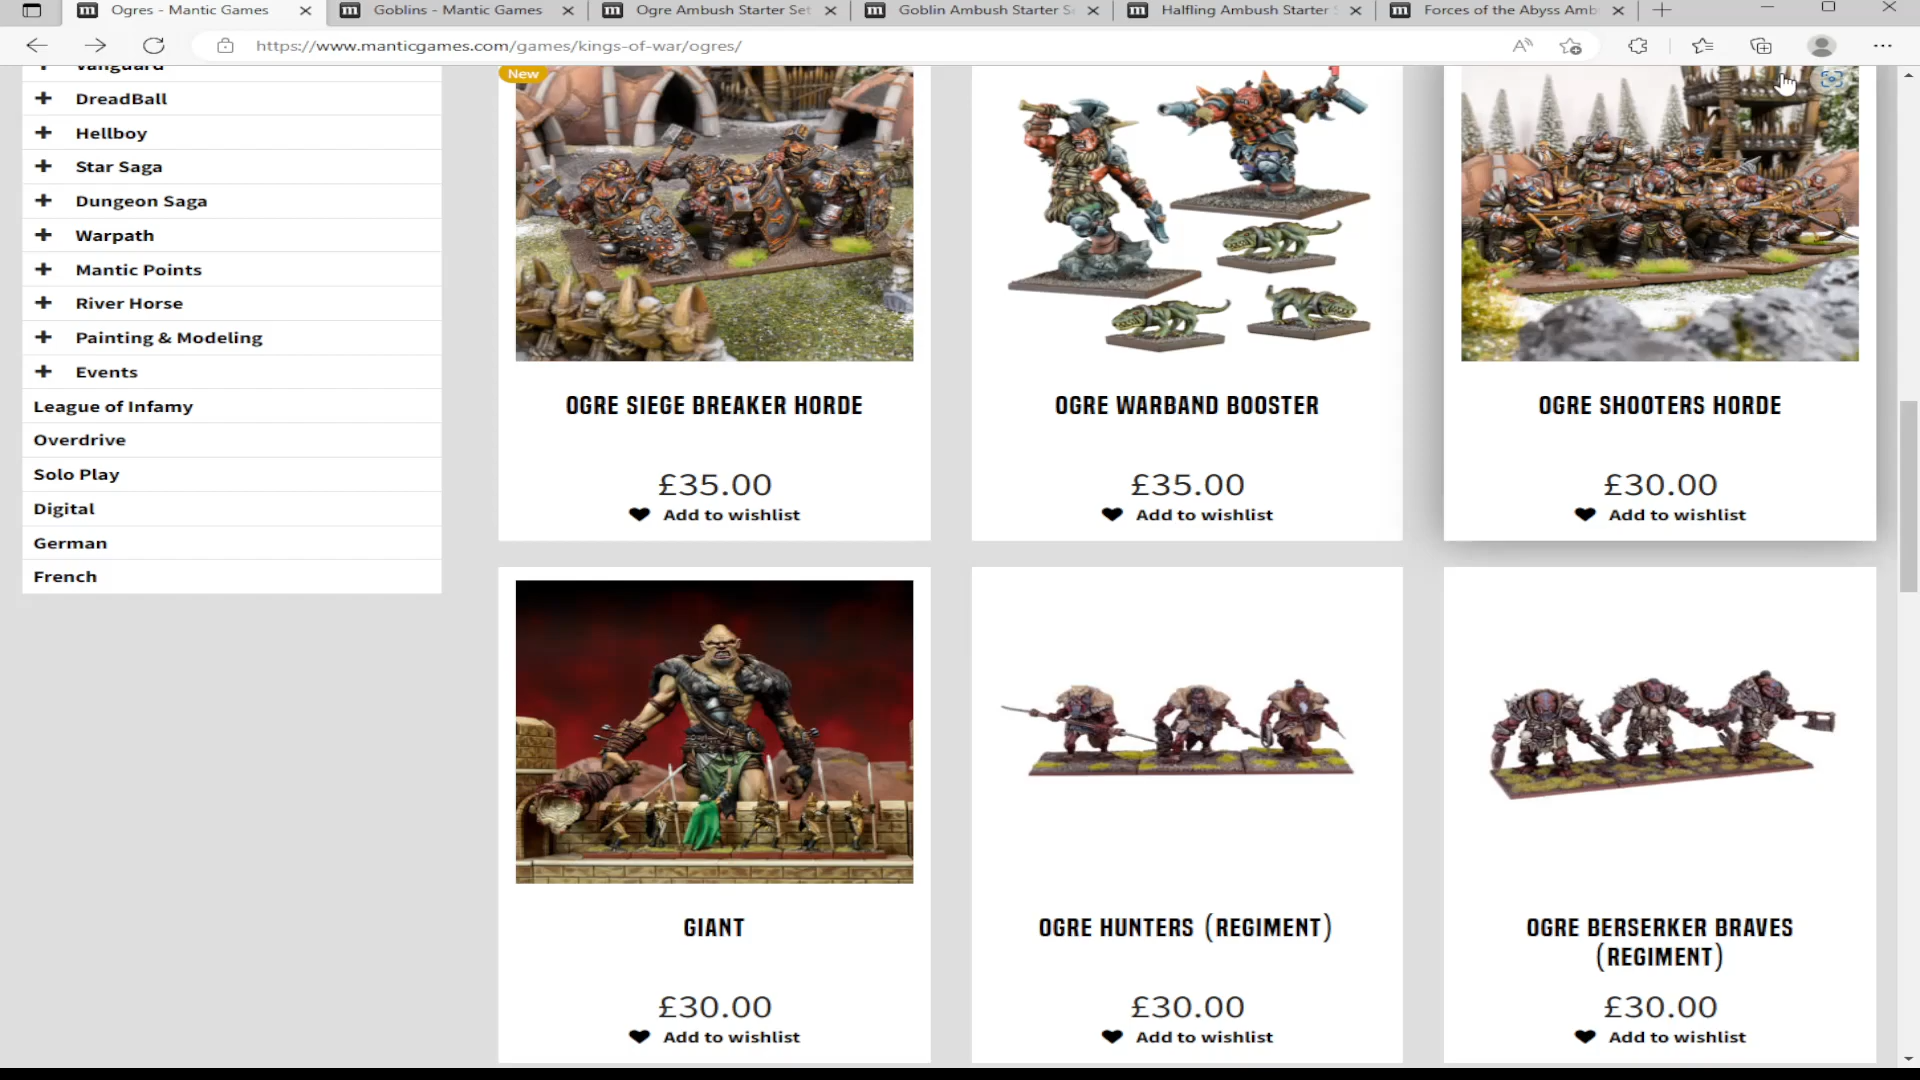 Ogres - Mantic Games
Goblins - Mantic Games
Ogre Ambush Starter Set
Goblin Ambush Starter S
Halfling Ambush Starter
Forces of the Abyss Amb
https://www.manticgames.com/games/kings-of-war/ogres/
Vanguard
DreadBall
Hellboy
Star Saga
Dungeon Saga
Warpath
Mantic Points
River Horse
Painting & Modeling
Events
League of Infamy
Overdrive
Solo Play
Digital
German
French
New
OGRE SIEGE BREAKER HORDE
£35.00
Add to wishlist
OGRE WARBAND BOOSTER
£35.00
Add to wishlist
OGRE SHOOTERS HORDE
£30.00
Add to wishlist
GIANT
£30.00
Add to wishlist
OGRE HUNTERS (REGIMENT)
£30.00
Add to wishlist
OGRE BERSERKER BRAVES
(REGIMENT)
£30.00
Add to wishlist